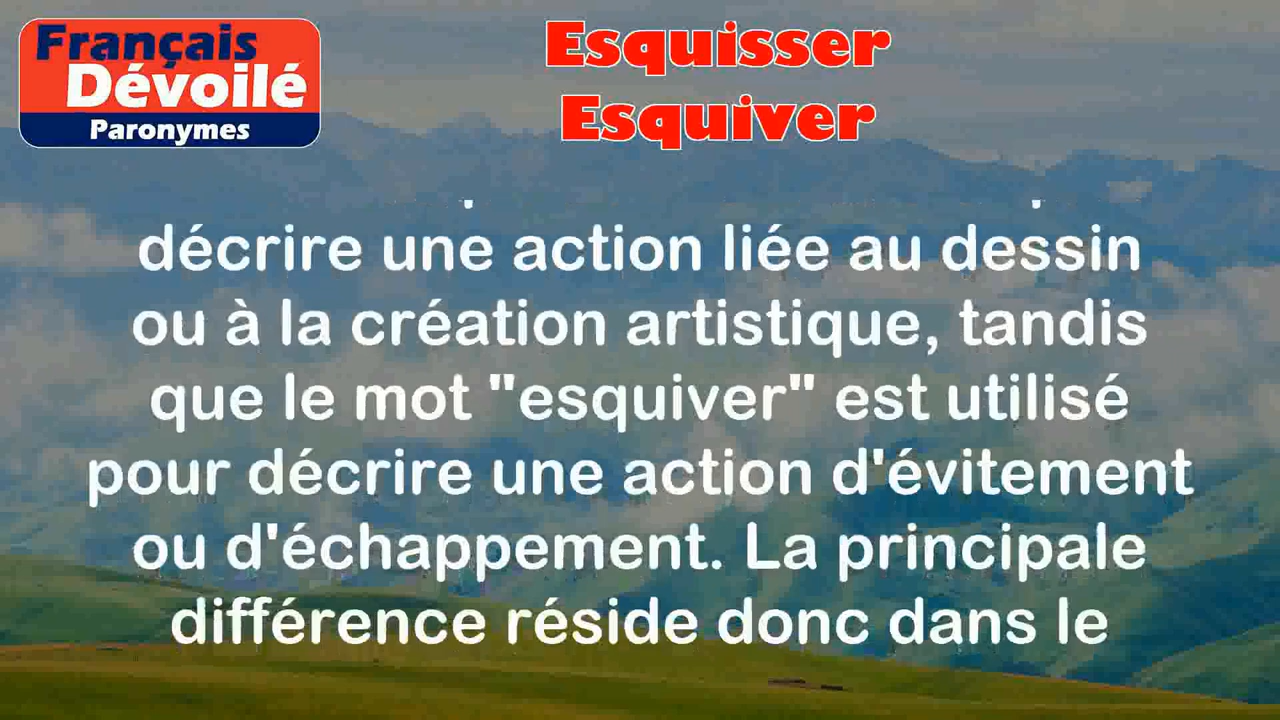 Français
Dévoilé
Paronymes
Esquisser
Esquiver
décrire une action liée au dessin
ou à la création artistique, tandis
que le mot "esquiver" est utilisé
pour décrire une action d'évitement
ou d'échappement. La principale
différence réside donc dans le